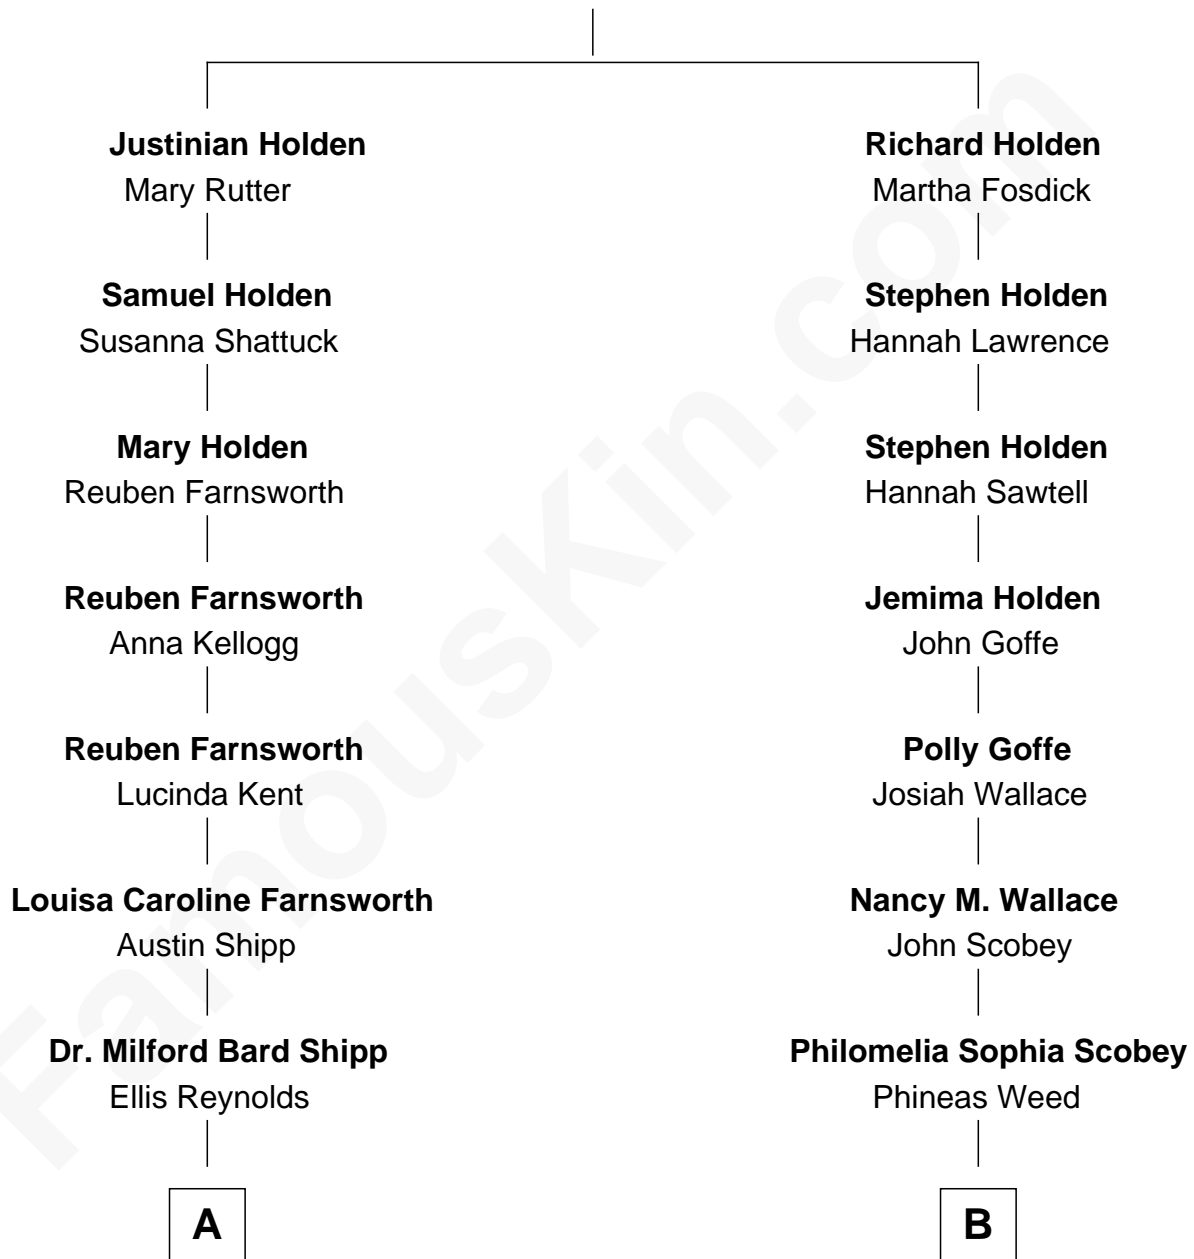 Justinian Holden
Mary Rutter
Samuel Holden
Susanna Shattuck
Mary Holden
Reuben Farnsworth
Reuben Farnsworth
Anna Kellogg
Reuben Farnsworth
Lucinda Kent
Louisa Caroline Farnsworth
Austin Shipp
Dr. Milford Bard Shipp
Ellis Reynolds
A
Richard Holden
Martha Fosdick
Stephen Holden
Hannah Lawrence
Stephen Holden
Hannah Sawtell
Jemima Holden
John Goffe
Polly Goffe
Josiah Wallace
Nancy M. Wallace
John Scobey
Philomelia Sophia Scobey
Phineas Weed
B
FamousKin.com